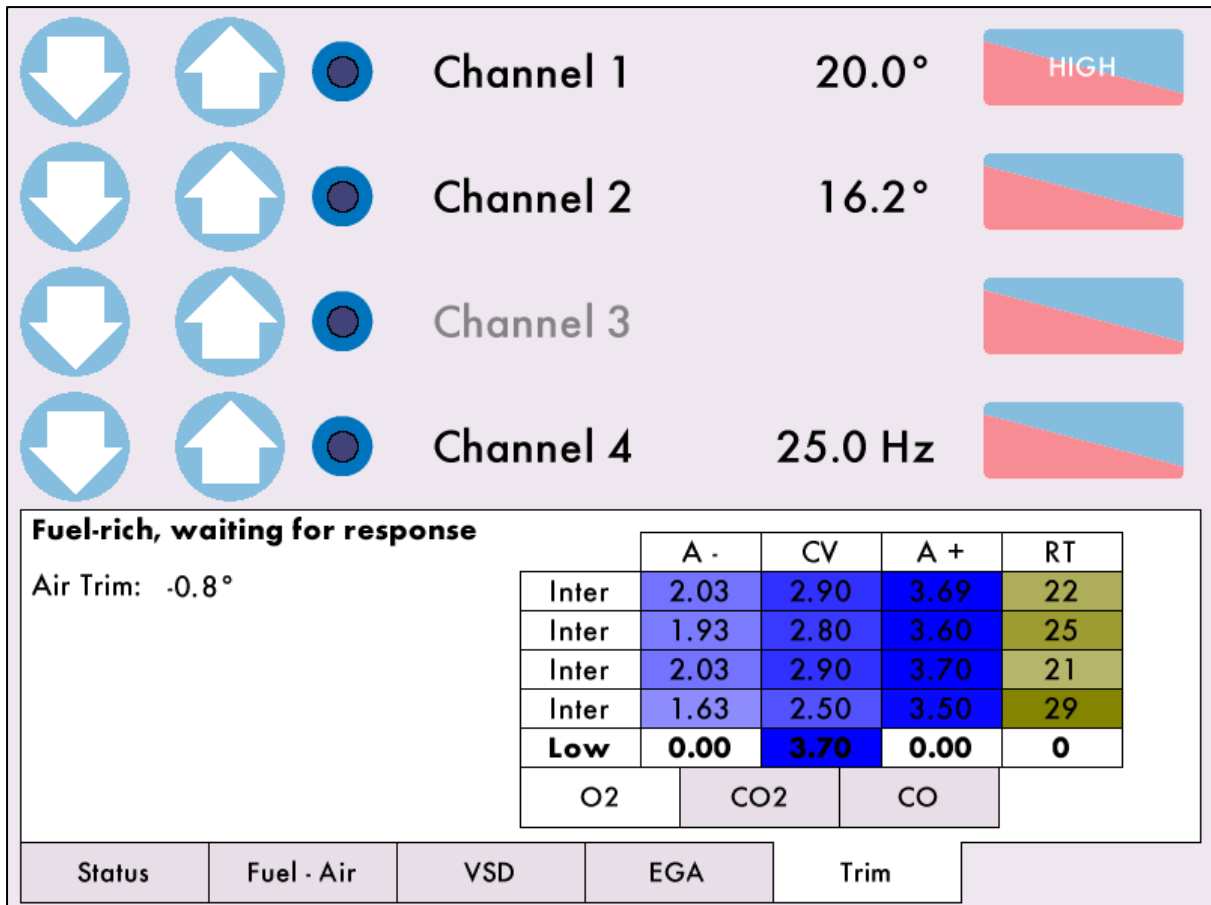 Channel 1 20.0° HIGH
Channel 2 16.2°
Channel 3
Channel 4 25.0 Hz
Fuel-rich, waiting for response
Air Trim: -0.8°
A - CV A + RT
Inter 2.03 2.90 3.69 22
Inter 1.93 2.80 3.60 25
Inter 2.03 2.90 3.70 21
Inter 1.63 2.50 3.50 29
Low 0.00 3.70 0.00 0
O2 CO2 CO
Status Fuel - Air VSD EGA Trim